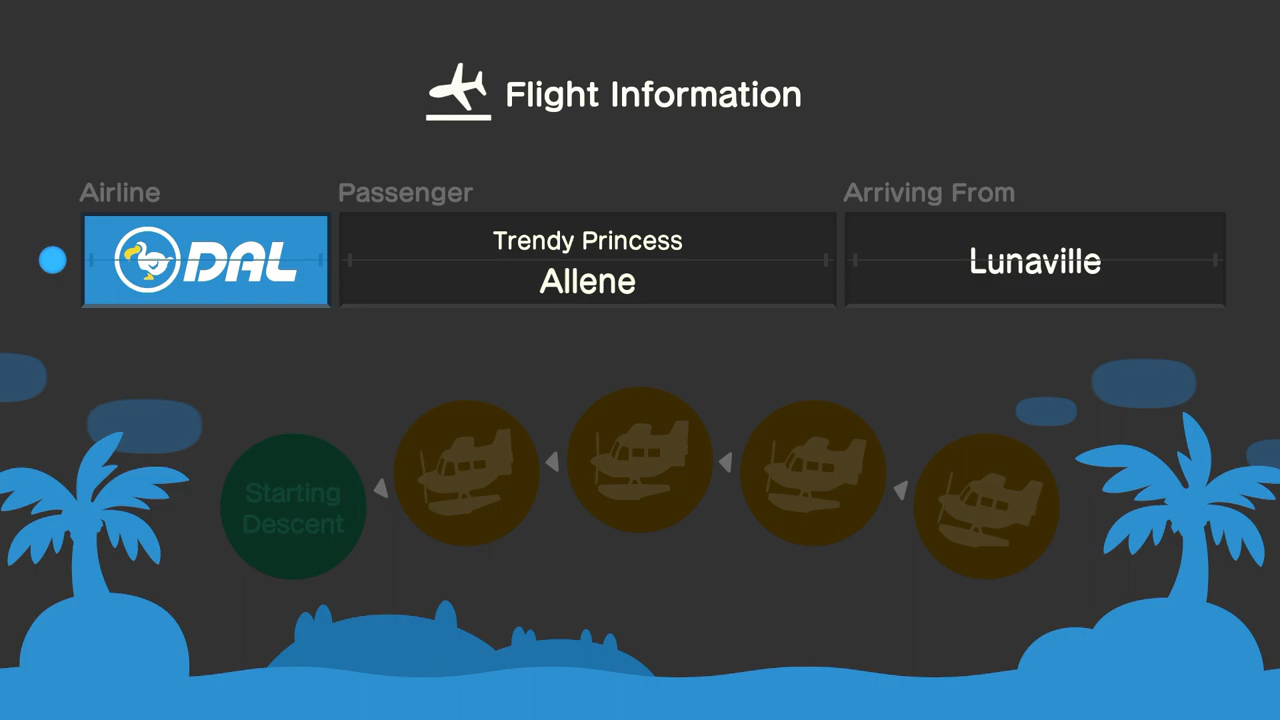 Flight Information
Airline
Passenger
Arriving From
DAL
Trendy Princess
Allene
Lunaville
Starting
Descent